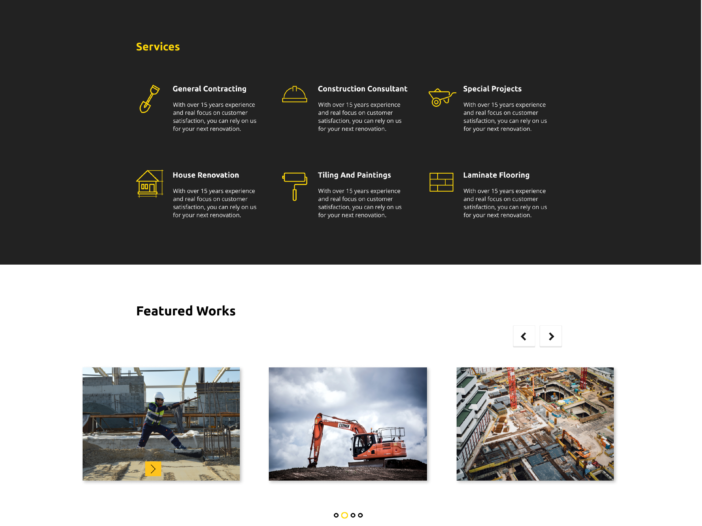 Services
General Contracting
With over 15 years experience
and real focus on customer
satisfaction, you can rely on us
for your next renovation.
Construction Consultant
With over 15 years experience
and real focus on customer
satisfaction, you can rely on us
for your next renovation.
Special Projects
With over 15 years experience
and real focus on customer
satisfaction, you can rely on us
for your next renovation.
House Renovation
With over 15 years experience
and real focus on customer
satisfaction, you can rely on us
for your next renovation.
Tiling And Paintings
With over 15 years experience
and real focus on customer
satisfaction, you can rely on us
for your next renovation.
Laminate Flooring
With over 15 years experience
and real focus on customer
satisfaction, you can rely on us
for your next renovation.
Featured Works